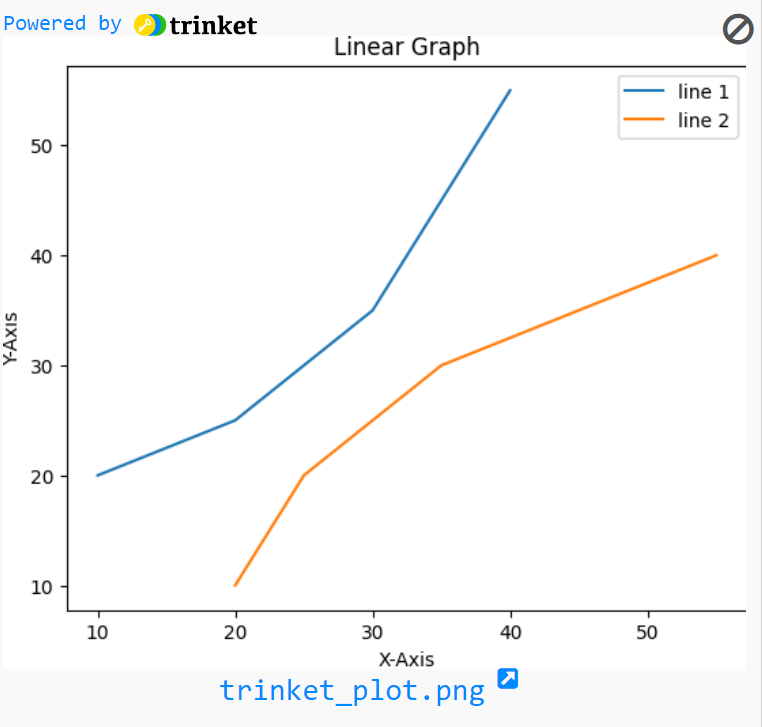 Powered by trinket
Linear Graph
line 1
line 2
50
40
30
20
10
Y-Axis
10 20 30 40 50
X-Axis
trinket_plot.png